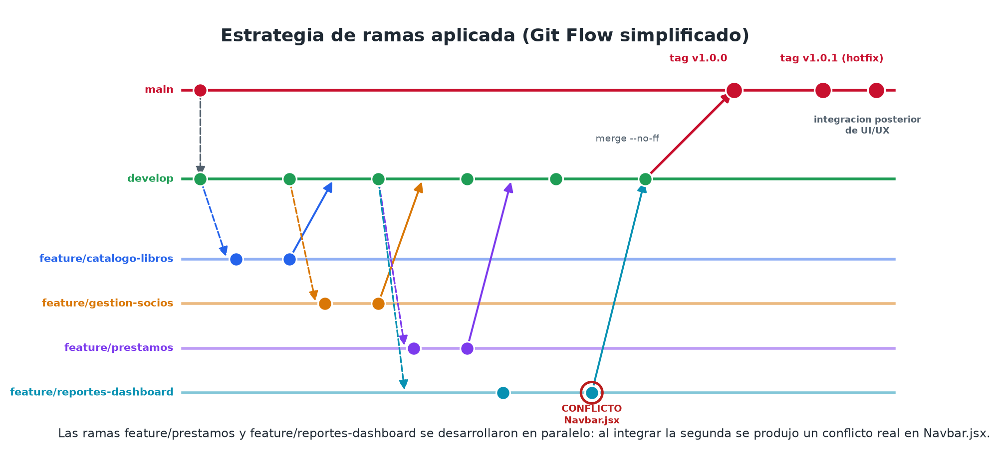 Estrategia de ramas aplicada (Git Flow simplificado)
tag v1.0.0
tag v1.0.1 (hotfix)
main
integracion posterior
de UI/UX
merge --no-ff
develop
feature/catalogo-libros
feature/gestion-socios
feature/prestamos
feature/reportes-dashboard
CONFLICTO
Navbar.jsx
Las ramas feature/prestamos y feature/reportes-dashboard se desarrollaron en paralelo: al integrar la segunda se produjo un conflicto real en Navbar.jsx.